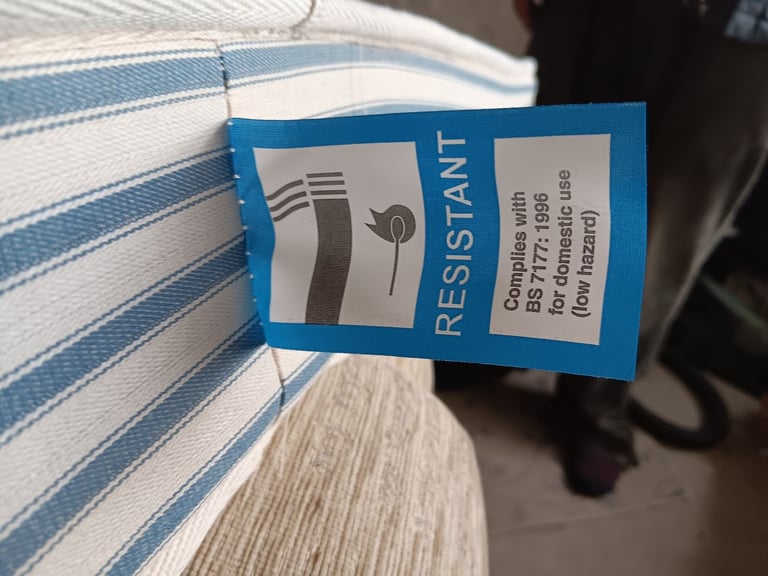 RESISTANT
Complies with
BS 7177: 1996
for domestic use
(low hazard)